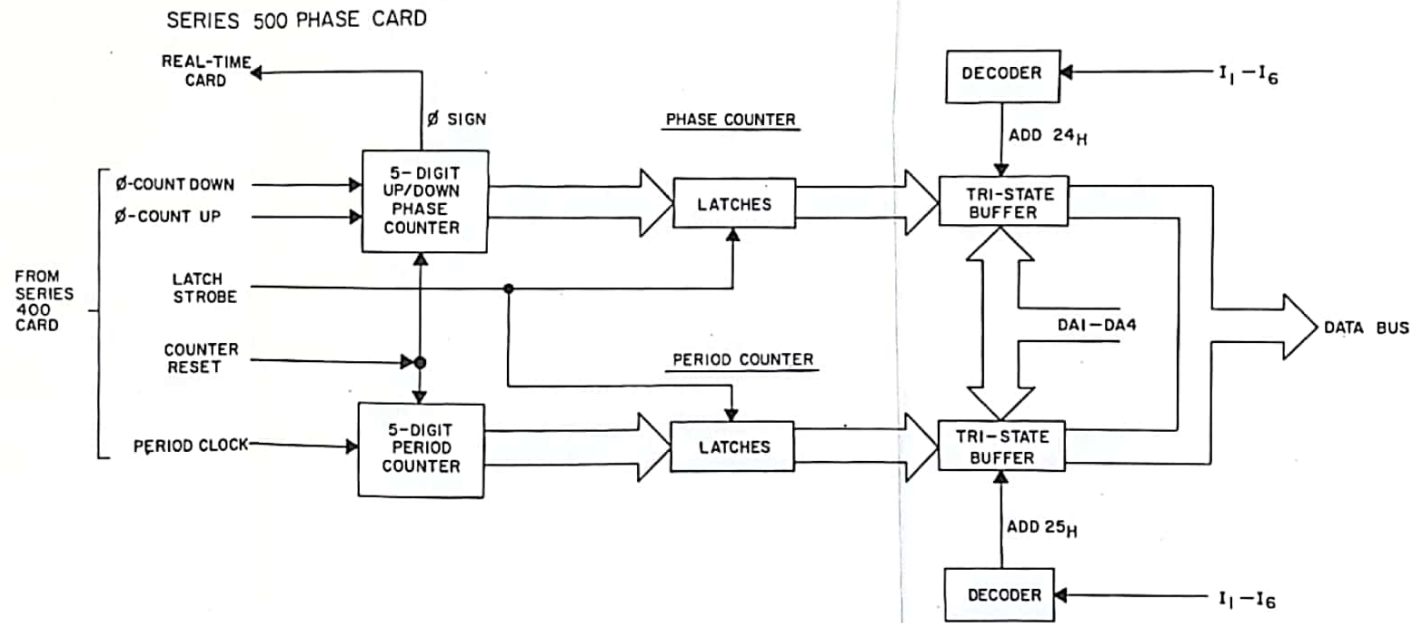 SERIES 500 PHASE CARD
REAL-TIME
CARD
Ø SIGN
PHASE COUNTER
DECODER
I1-I6
ADD 24H
Ø-COUNT DOWN
Ø-COUNT UP
5-DIGIT
UP/DOWN
PHASE
COUNTER
LATCHES
TRI-STATE
BUFFER
FROM
SERIES
400
CARD
LATCH
STROBE
DA1-DA4
DATA BUS
COUNTER
RESET
PERIOD COUNTER
PERIOD CLOCK
5-DIGIT
PERIOD
COUNTER
LATCHES
TRI-STATE
BUFFER
ADD 25H
DECODER
I1-I6